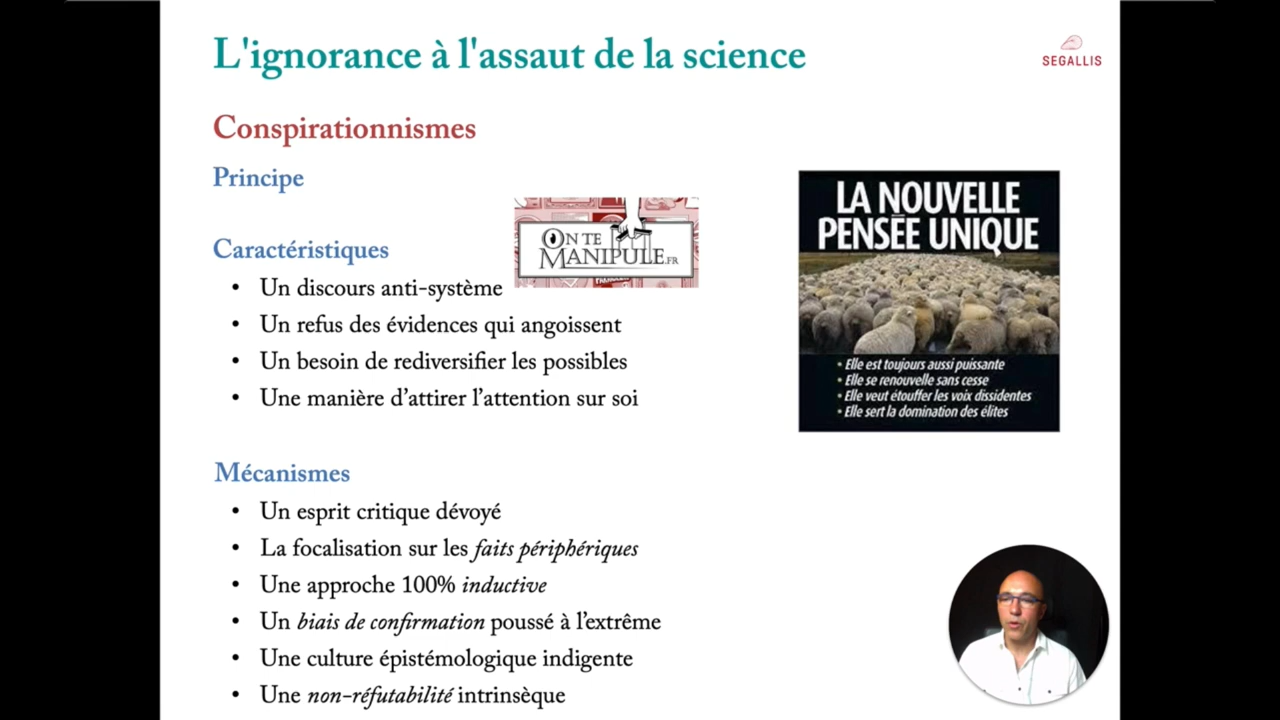 L'ignorance à l'assaut de la science
SEGALLIS
Conspirationnismes
Principe
Caractéristiques
• Un discours anti-système
• Un refus des évidences qui angoissent
• Un besoin de rediversifier les possibles
• Une manière d’attirer l’attention sur soi
ON TE
MANIPULE.FR
LA NOUVELLE
PENSÉE UNIQUE
• Elle est toujours aussi puissante
• Elle se renouvelle sans cesse
• Elle veut étouffer les voix dissidentes
• Elle sert la domination des élites
Mécanismes
• Un esprit critique dévoyé
• La focalisation sur les faits périphériques
• Une approche 100% inductive
• Un biais de confirmation poussé à l’extrême
• Une culture épistémologique indigente
• Une non-réfutabilité intrinsèque